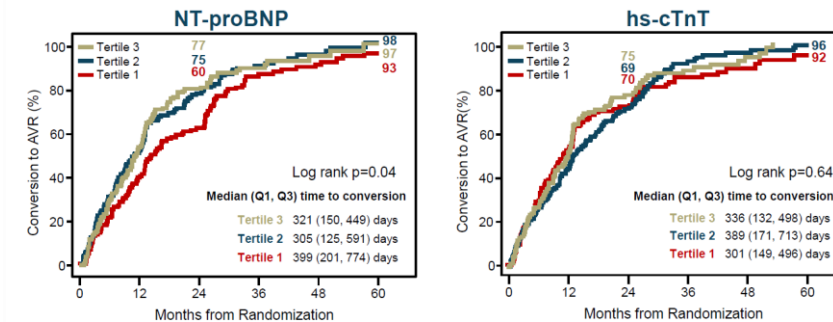 NT-proBNP
Tertile 3
Tertile 2
Tertile 1
77
75
60
98
97
93
100
80
60
40
20
0
Conversion to AVR (%)
Log rank p=0.04
Median (Q1, Q3) time to conversion
Tertile 3 321 (150, 449) days
Tertile 2 305 (125, 591) days
Tertile 1 399 (201, 774) days
0 12 24 36 48 60
Months from Randomization
hs-cTnT
Tertile 3
Tertile 2
Tertile 1
75
69
70
96
92
100
80
60
40
20
0
Conversion to AVR(%)
Log rank p=0.64
Median (Q1, Q3) time to conversion
Tertile 3 336 (132, 498) days
Tertile 2 389 (171, 713) days
Tertile 1 301 (149, 496) days
0 12 24 36 48 60
Months from Randomization